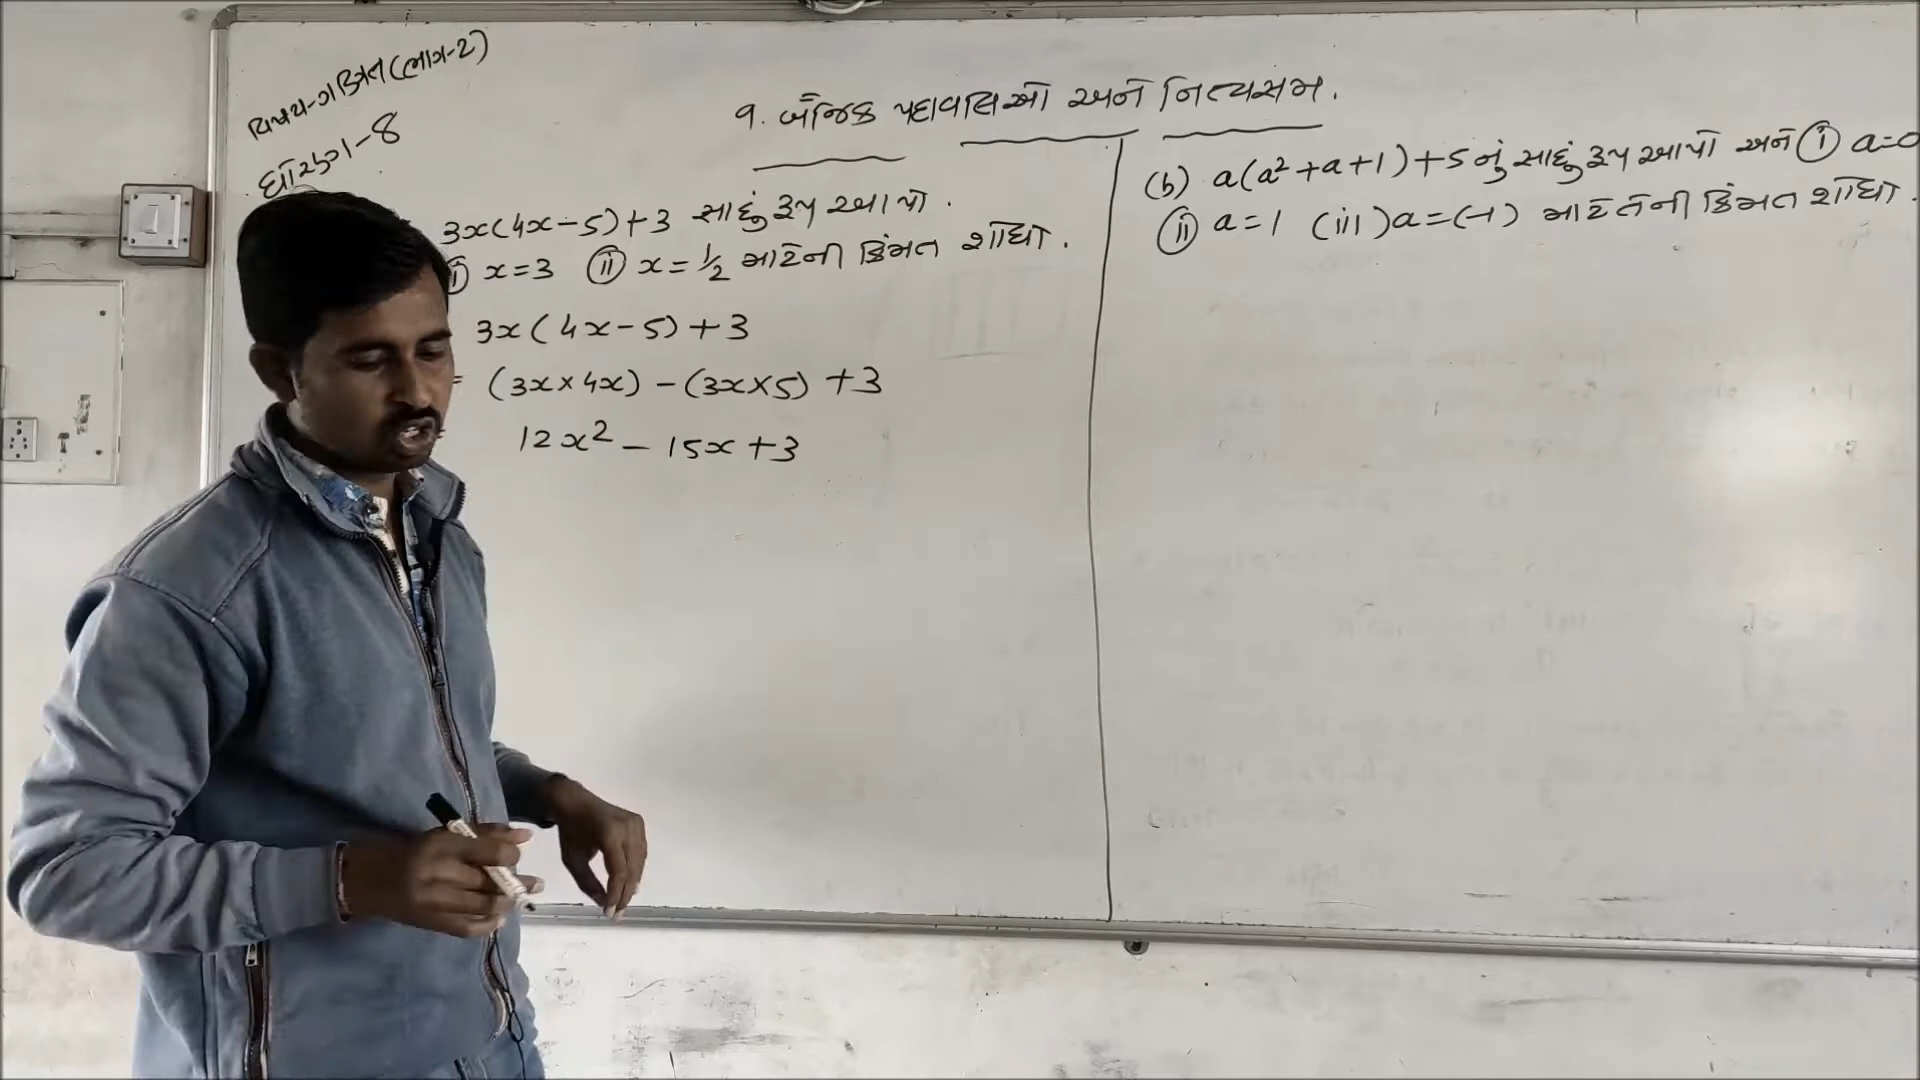 વિષય-ગણિત(ભાગ-2)
ધોરણ-8
9. બૈજિક પદાવલિઓ અને નિત્યસમ.
3x(4x-5)+3 સાદું રૂપ આપો.
ⓘ x=3 ⓘⓘ x=1/2 માટેની કિંમત શોધો.
3x(4x-5)+3
= (3x×4x)-(3x×5)+3
12x²-15x+3
(b) a(a²+a+1)+5નું સાદું રૂપ આપો અને ⓘ a=0
ⓘⓘ a=1 (iii) a=(-1) માટે તેની કિંમત શોધો.